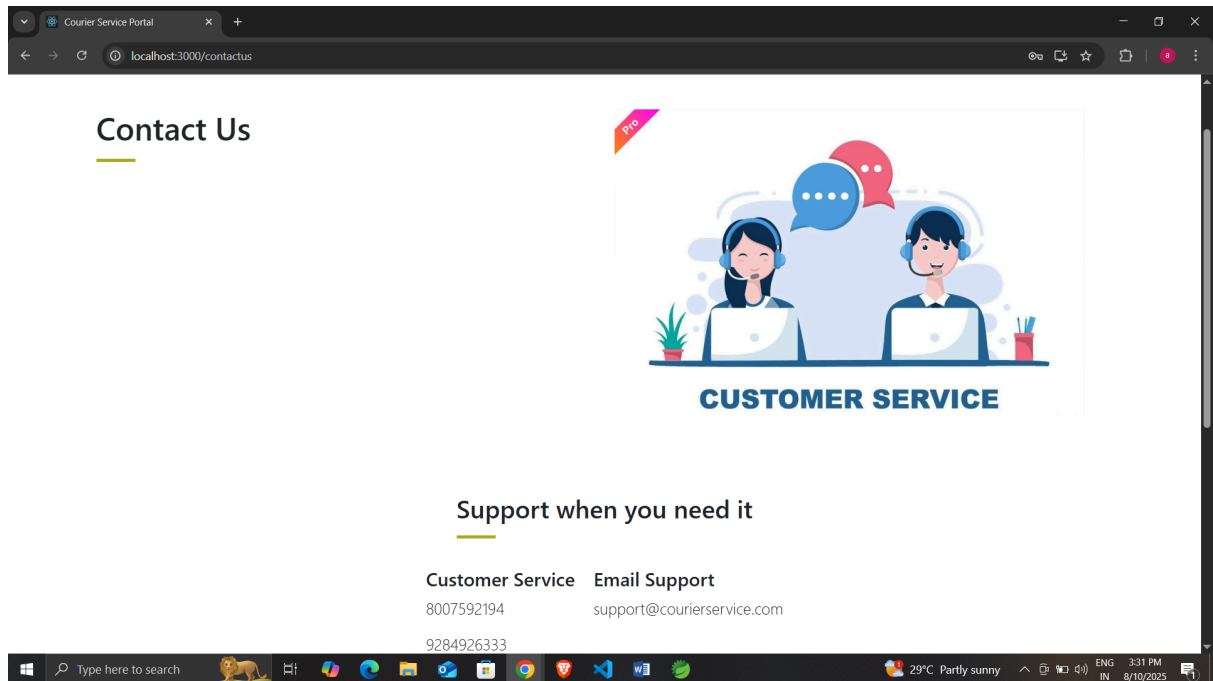 Courier Service Portal
localhost:3000/contactus
a
Contact Us
Pro
CUSTOMER SERVICE
Support when you need it
Customer Service Email Support
8007592194 support@courierservice.com
9284926333
Type here to search
29°C Partly sunny
ENG 3:31 PM
IN 8/10/2025
1